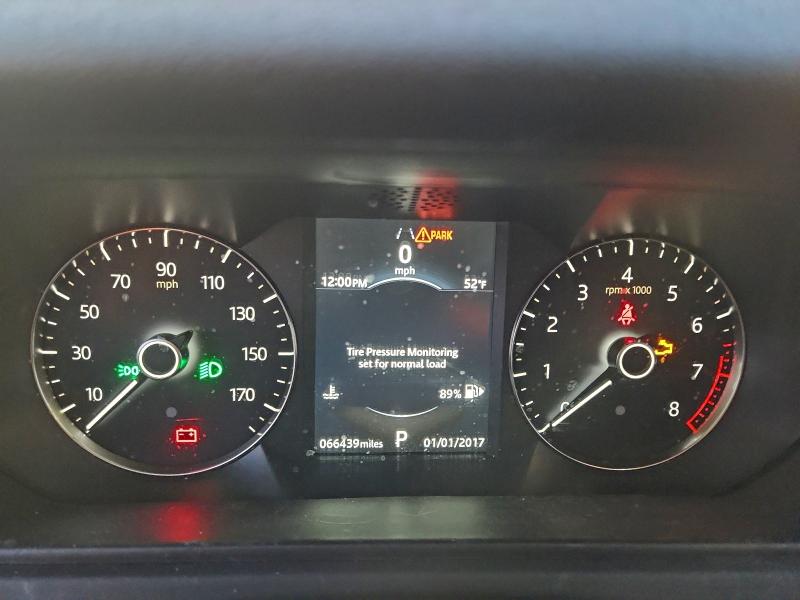 PARK
0
mph
12:00PM 52°F
Tire Pressure Monitoring
set for normal load
89%
066439miles P 01/01/2017
10
30
50
70
90
mph
110
130
150
170
0
1
2
3
4
rpm x 1000
5
6
7
8